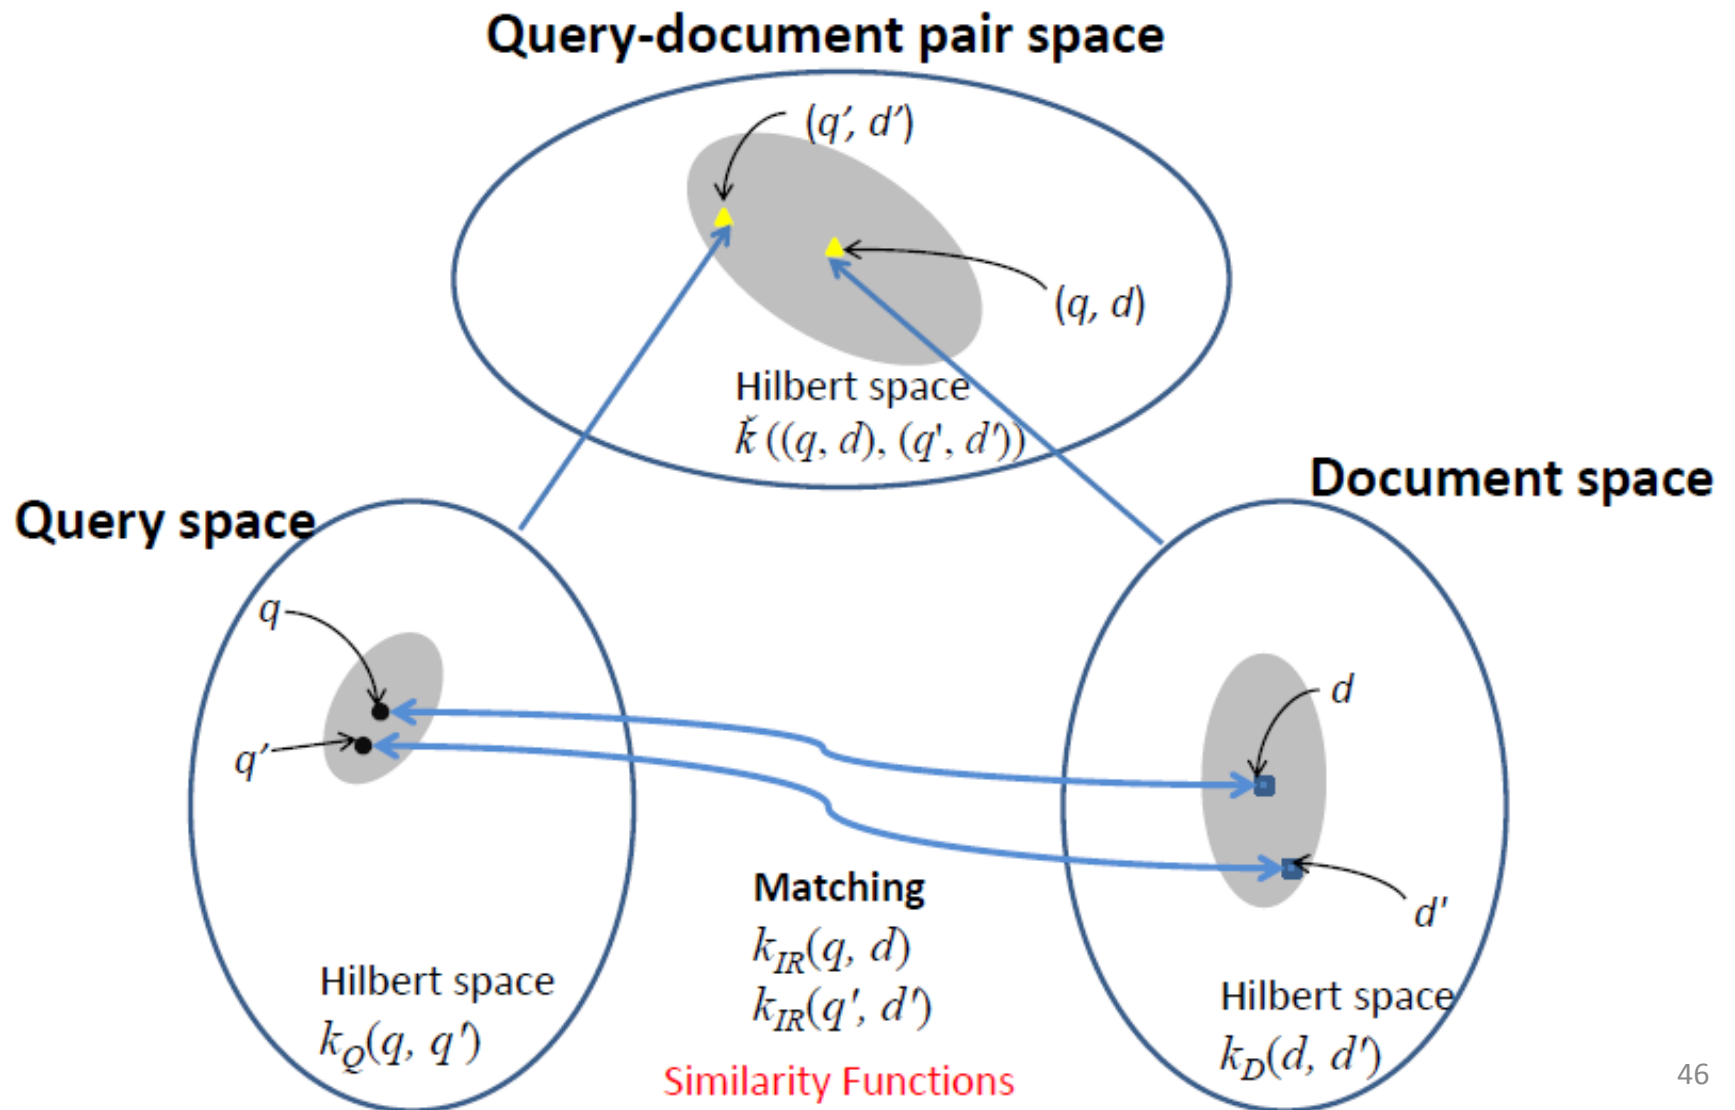 Query-document pair space
(q′, d′)
(q, d)
Hilbert space
ǩ ((q, d), (q', d'))
Document space
Query space
q
q′
d
d'
Matching
k_IR(q, d)
k_IR(q', d')
Hilbert space
k_Q(q, q')
Hilbert space
k_D(d, d')
Similarity Functions
46